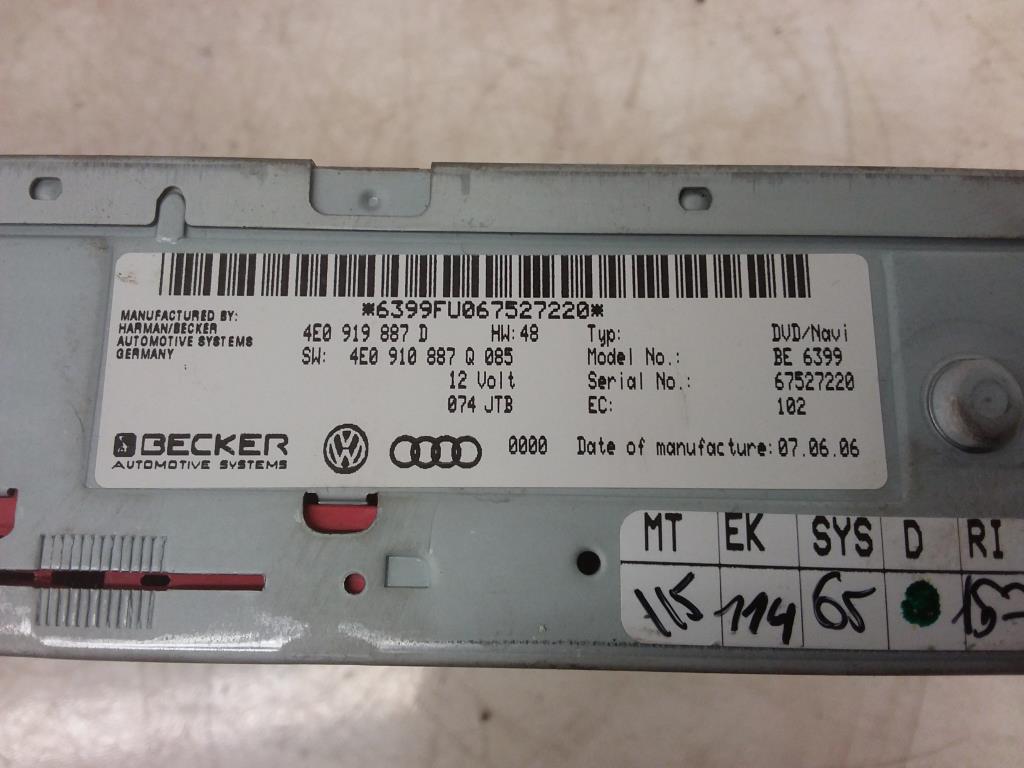 *6399FU067527220*
MANUFACTURED BY:
HARMAN/BECKER
AUTOMOTIVE SYSTEMS
GERMANY
4E0 919 887 D HW:48
SW: 4E0 910 887 Q 085
12 Volt
074 JTB
Typ: DVD/Navi
Model No.: BE 6399
Serial No.: 67527220
EC: 102
BECKER
AUTOMOTIVE SYSTEMS
VW
0000 Date of manufacture: 07.06.06
MT EK SYS D RI
115 114 65